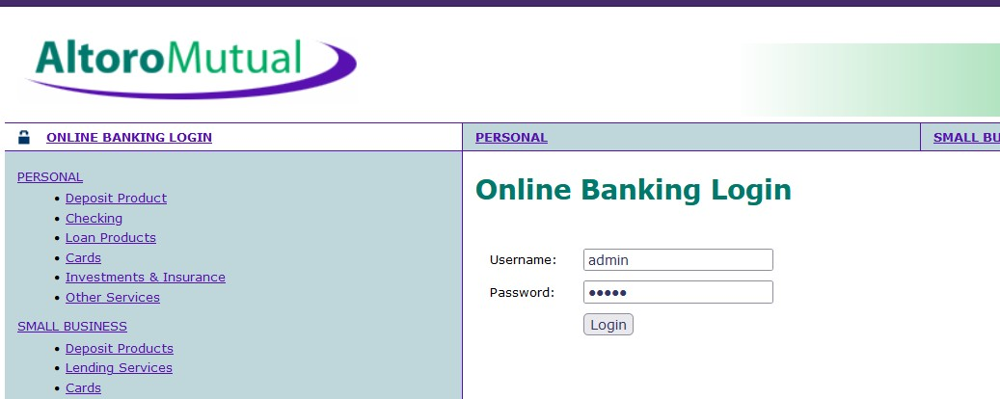 AltoroMutual
ONLINE BANKING LOGIN
PERSONAL
SMALL BU
PERSONAL
• Deposit Product
• Checking
• Loan Products
• Cards
• Investments & Insurance
• Other Services
SMALL BUSINESS
• Deposit Products
• Lending Services
• Cards
Online Banking Login
Username: admin
Password: •••••
Login